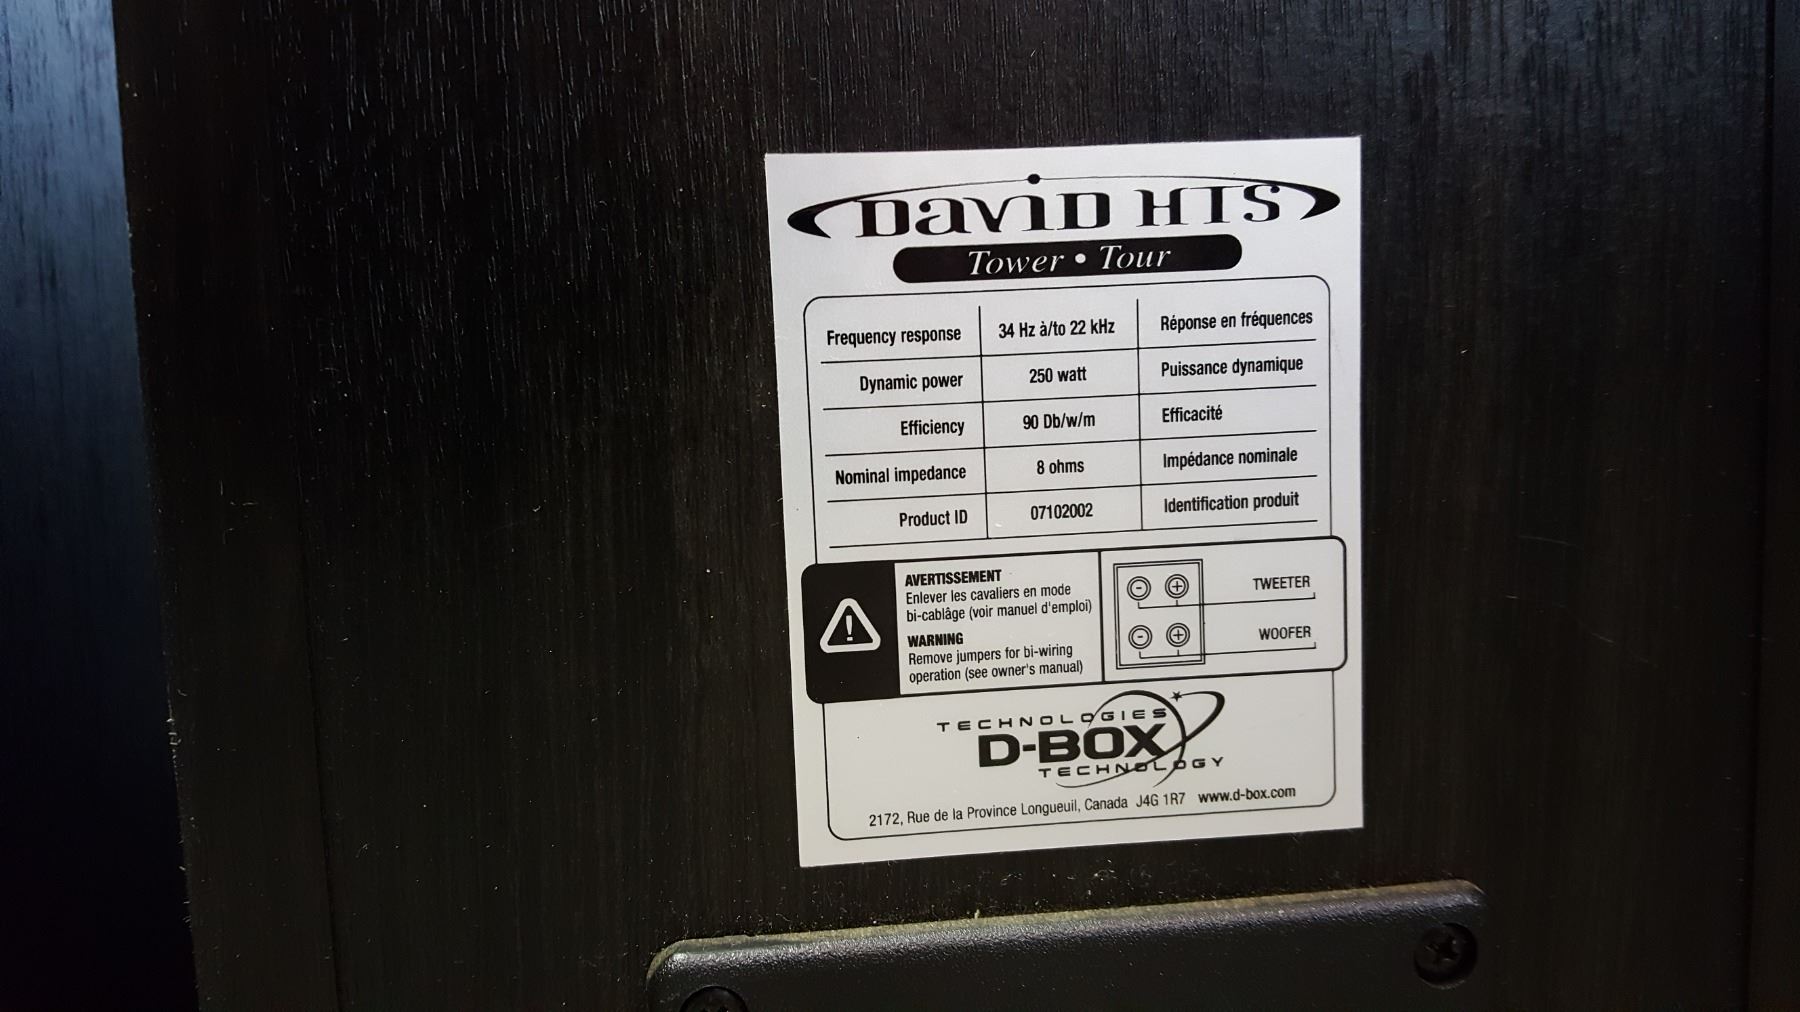 DAVID HTS
Tower • Tour
Frequency response 34 Hz à/to 22 kHz Réponse en fréquences
Dynamic power 250 watt Puissance dynamique
Efficiency 90 Db/w/m Efficacité
Nominal impedance 8 ohms Impédance nominale
Product ID 07102002 Identification produit
AVERTISSEMENT
Enlever les cavaliers en mode
bi-cablâge (voir manuel d'emploi)
WARNING
Remove jumpers for bi-wiring
operation (see owner's manual)
- + TWEETER
- + WOOFER
TECHNOLOGIES
D-BOX
TECHNOLOGY
2172, Rue de la Province Longueuil, Canada J4G 1R7 www.d-box.com